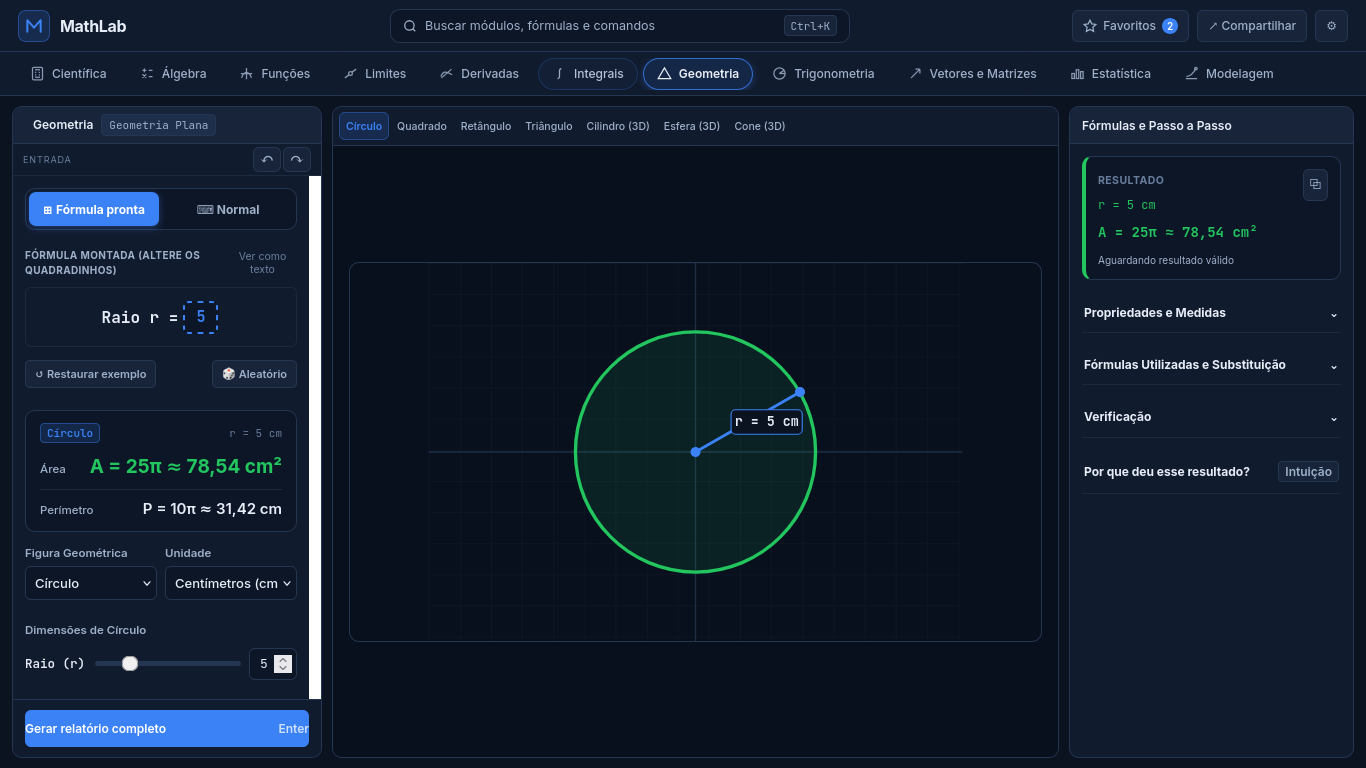 MathLab
Buscar módulos, fórmulas e comandos
Ctrl+K
Favoritos 2
Compartilhar
Científica
Álgebra
Funções
Limites
Derivadas
Integrais
Geometria
Trigonometria
Vetores e Matrizes
Estatística
Modelagem
Geometria
Geometria Plana
ENTRADA
Fórmula pronta
Normal
FÓRMULA MONTADA (ALTERE OS
QUADRADINHOS)
Ver como
texto
Raio r = 5
↺ Restaurar exemplo
Aleatório
Círculo
r = 5 cm
Área
A = 25π ≈ 78,54 cm²
Perímetro
P = 10π ≈ 31,42 cm
Figura Geométrica
Unidade
Círculo
Centímetros (cm
Dimensões de Círculo
Raio (r)
5
Gerar relatório completo
Enter
Círculo
Quadrado
Retângulo
Triângulo
Cilindro (3D)
Esfera (3D)
Cone (3D)
r = 5 cm
Fórmulas e Passo a Passo
RESULTADO
r = 5 cm
A = 25π ≈ 78,54 cm²
Aguardando resultado válido
Propriedades e Medidas
Fórmulas Utilizadas e Substituição
Verificação
Por que deu esse resultado?
Intuição